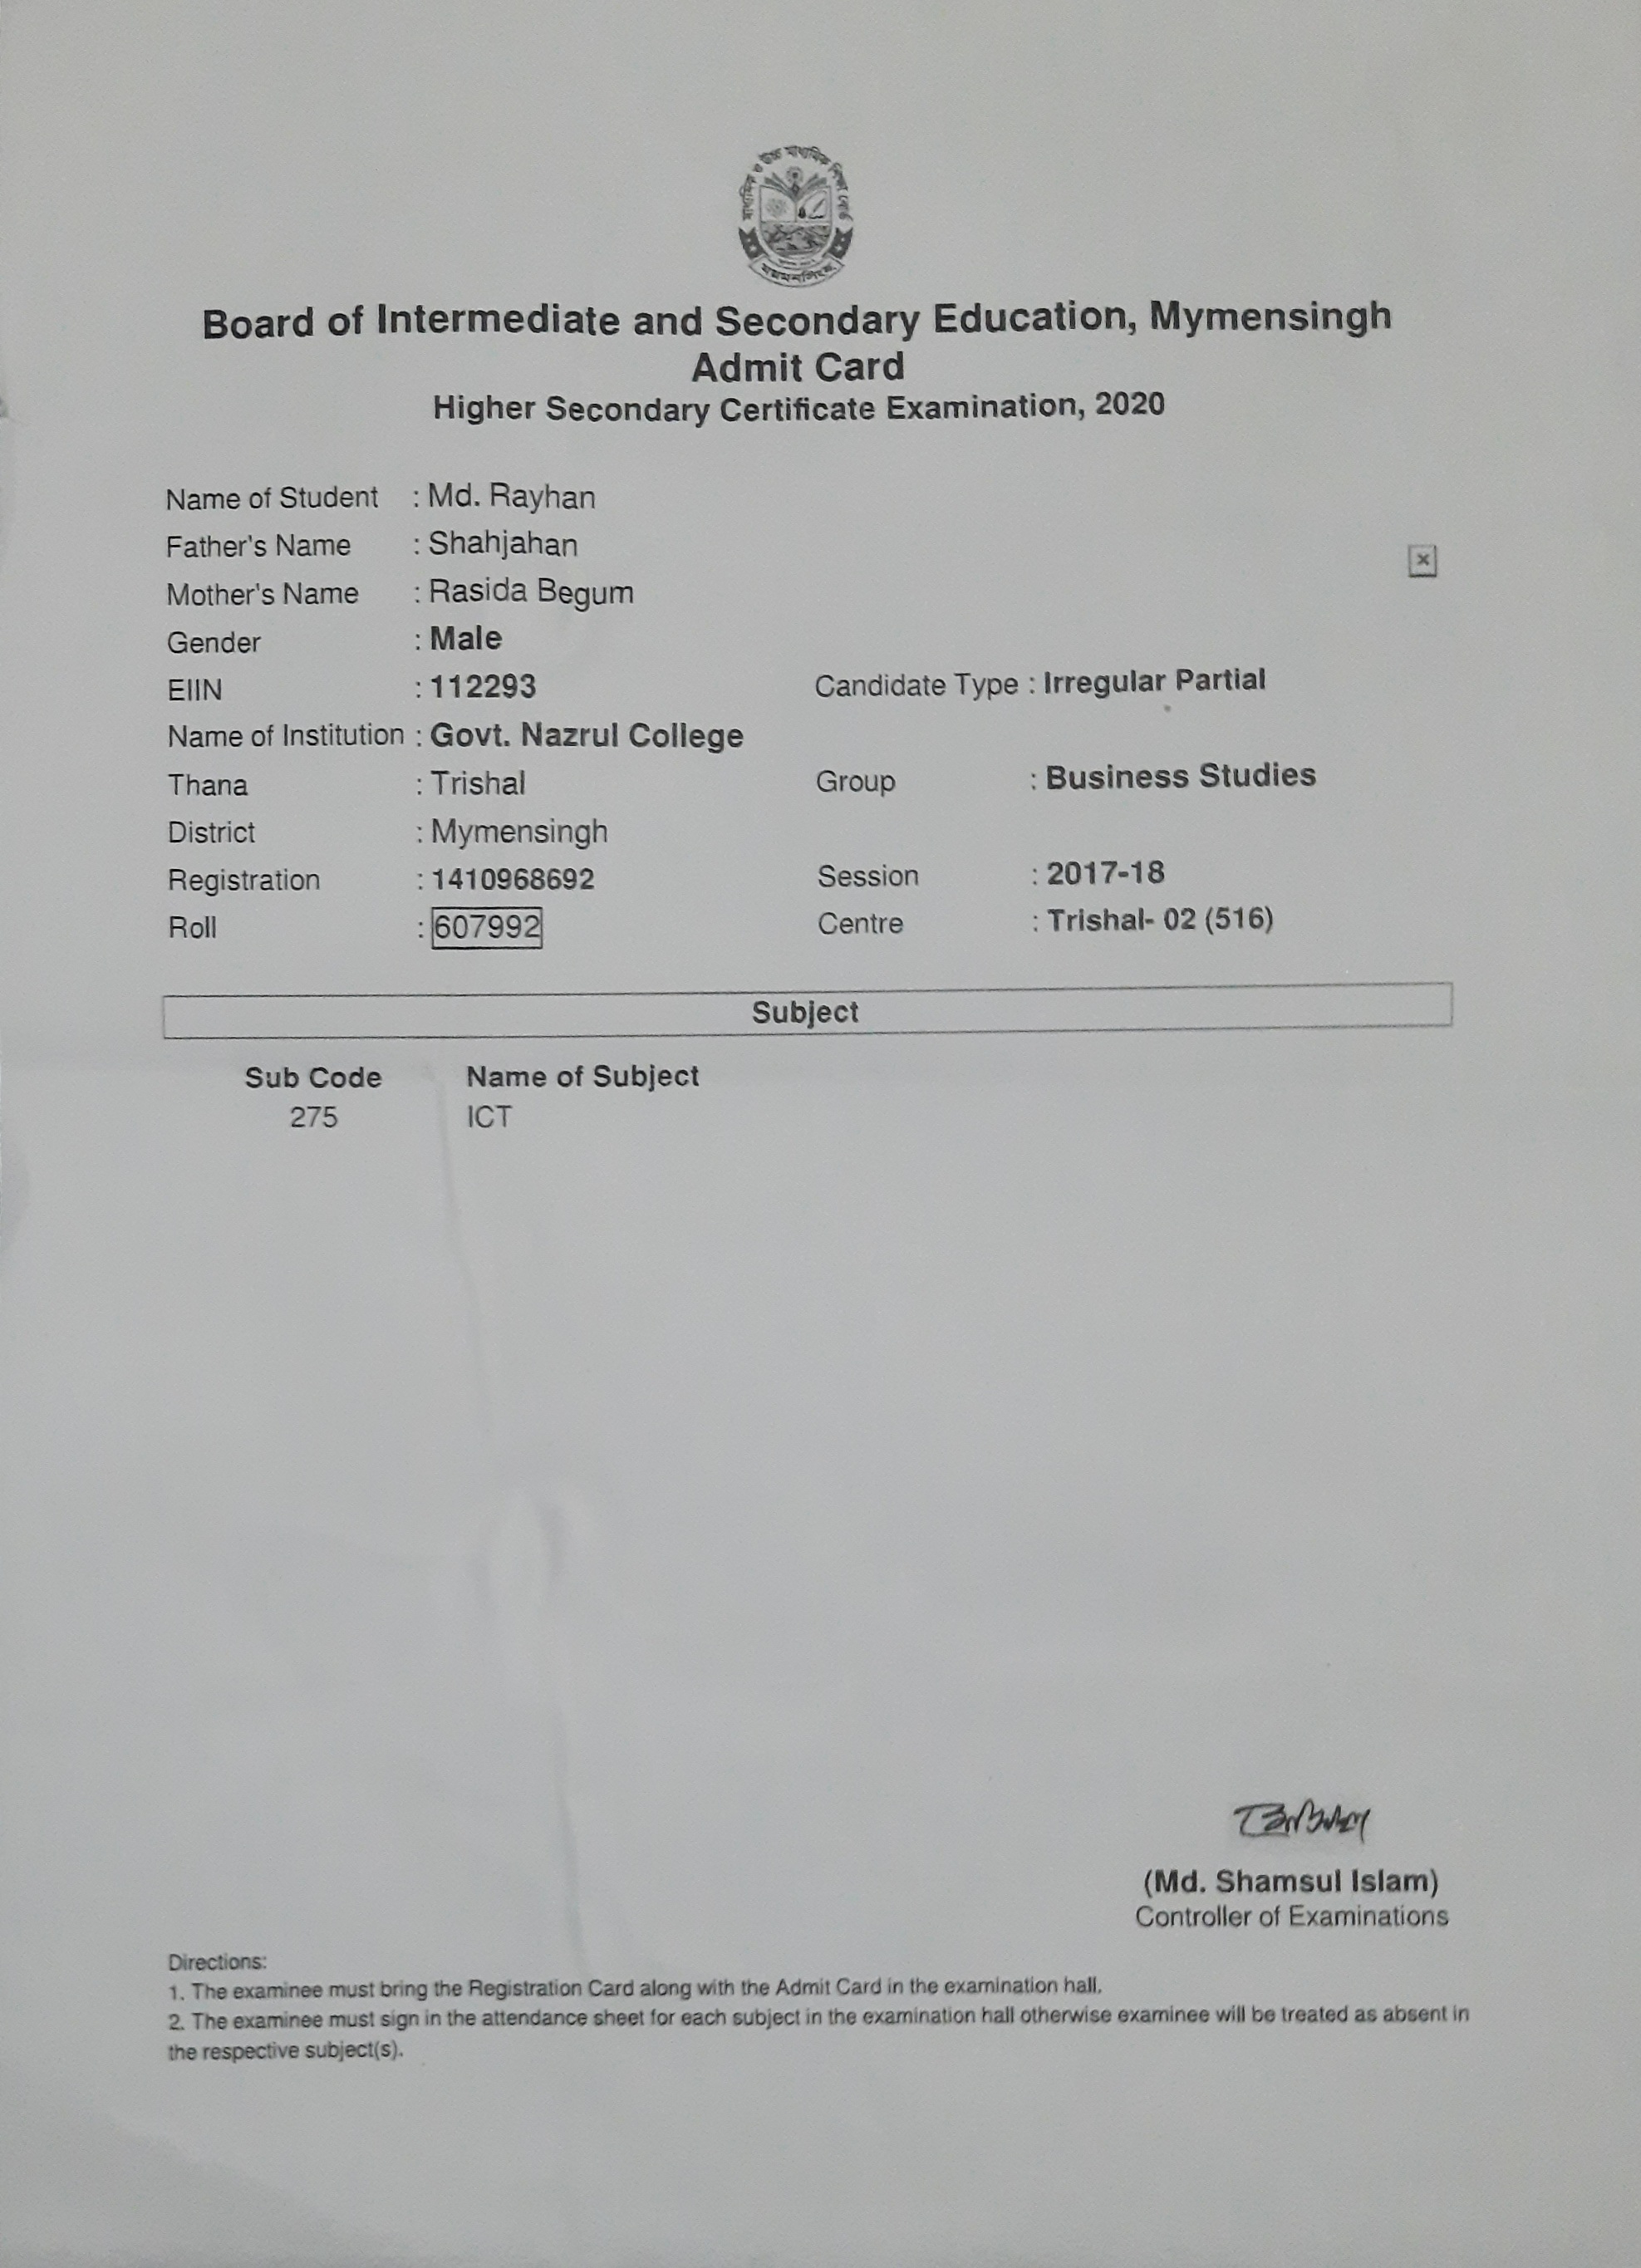 মাধ্যমিক ও উচ্চ মাধ্যমিক শিক্ষা বোর্ড
Board of Intermediate and Secondary Education, Mymensingh
Admit Card
Higher Secondary Certificate Examination, 2020
Name of Student : Md. Rayhan
Father's Name : Shahjahan
Mother's Name : Rasida Begum
Gender : Male
EIIN : 112293 Candidate Type : Irregular Partial
Name of Institution : Govt. Nazrul College
Thana : Trishal Group : Business Studies
District : Mymensingh
Registration : 1410968692 Session : 2017-18
Roll : 607992 Centre : Trishal- 02 (516)
Subject
Sub Code Name of Subject
275 ICT
(Md. Shamsul Islam)
Controller of Examinations
Directions:
1. The examinee must bring the Registration Card along with the Admit Card in the examination hall.
2. The examinee must sign in the attendance sheet for each subject in the examination hall otherwise examinee will be treated as absent in
the respective subject(s).